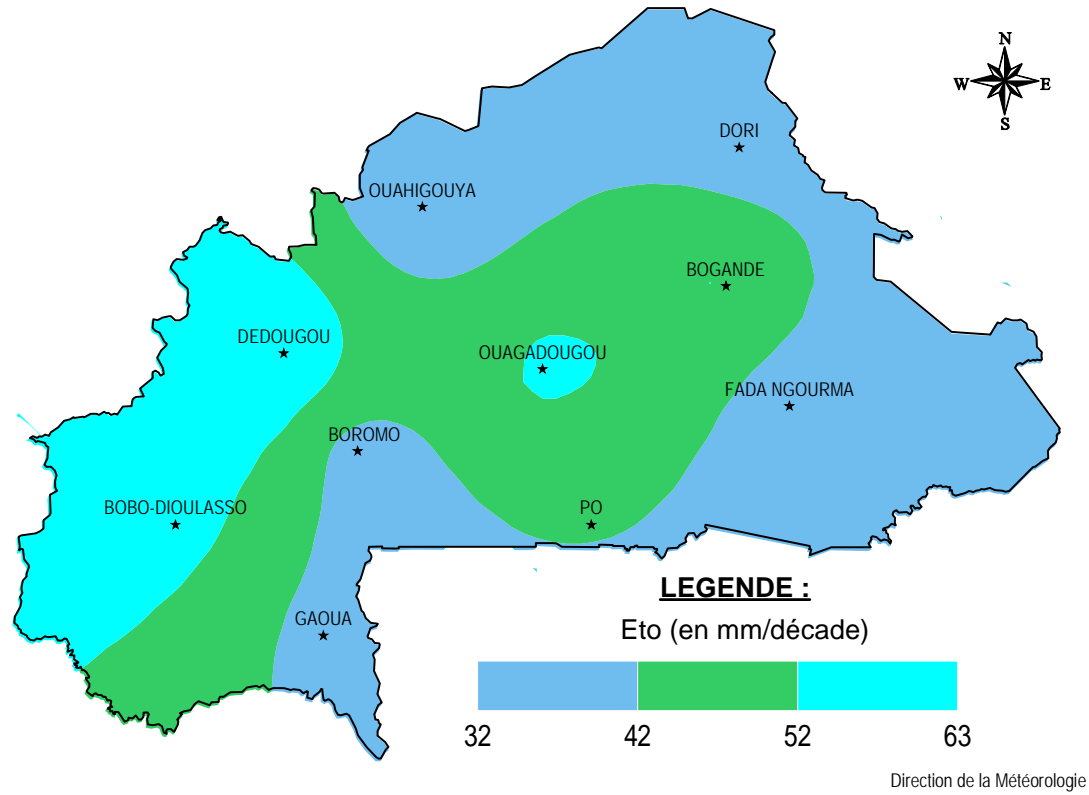 N
W E
S
DORI
OUAHIGOUYA
BOGANDE
DEDOUGOU
OUAGADOUGOU
FADA NGOURMA
BOROMO
BOBO-DIOULASSO
PO
GAOUA
LEGENDE :
Eto (en mm/décade)
32 42 52 63
Direction de la Météorologie